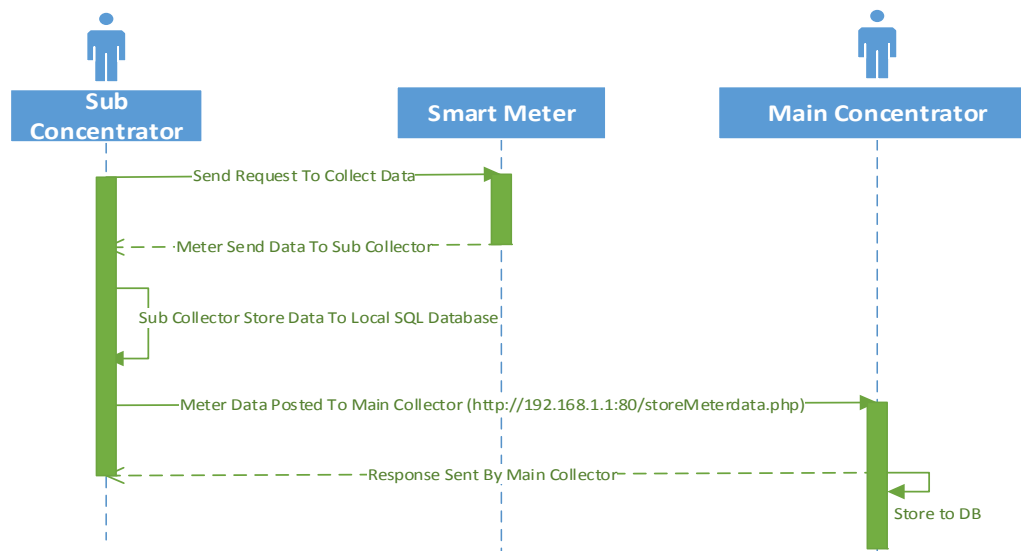 Sub
Concentrator
Smart Meter
Main Concentrator
Send Request To Collect Data
Meter Send Data To Sub Collector
Sub Collector Store Data To Local SQL Database
Meter Data Posted To Main Collector (http://192.168.1.1:80/storeMeterdata.php)
Response Sent By Main Collector
Store to DB